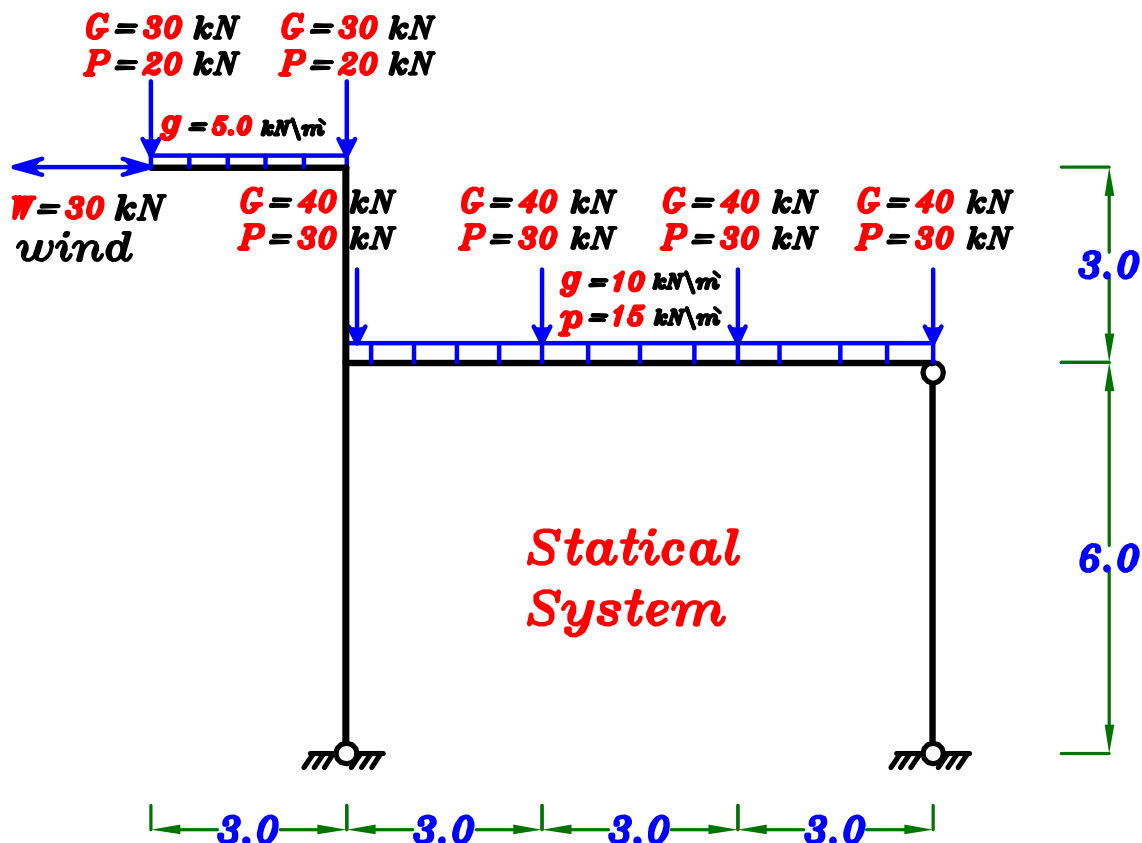 G=30 kN G=30 kN
P=20 kN P=20 kN
g=5.0 kN\m`
W=30 kN
wind
G=40 kN G=40 kN G=40 kN G=40 kN
P=30 kN P=30 kN P=30 kN P=30 kN
g=10 kN\m`
p=15 kN\m`
3.0
Statical
System
6.0
3.0 3.0 3.0 3.0